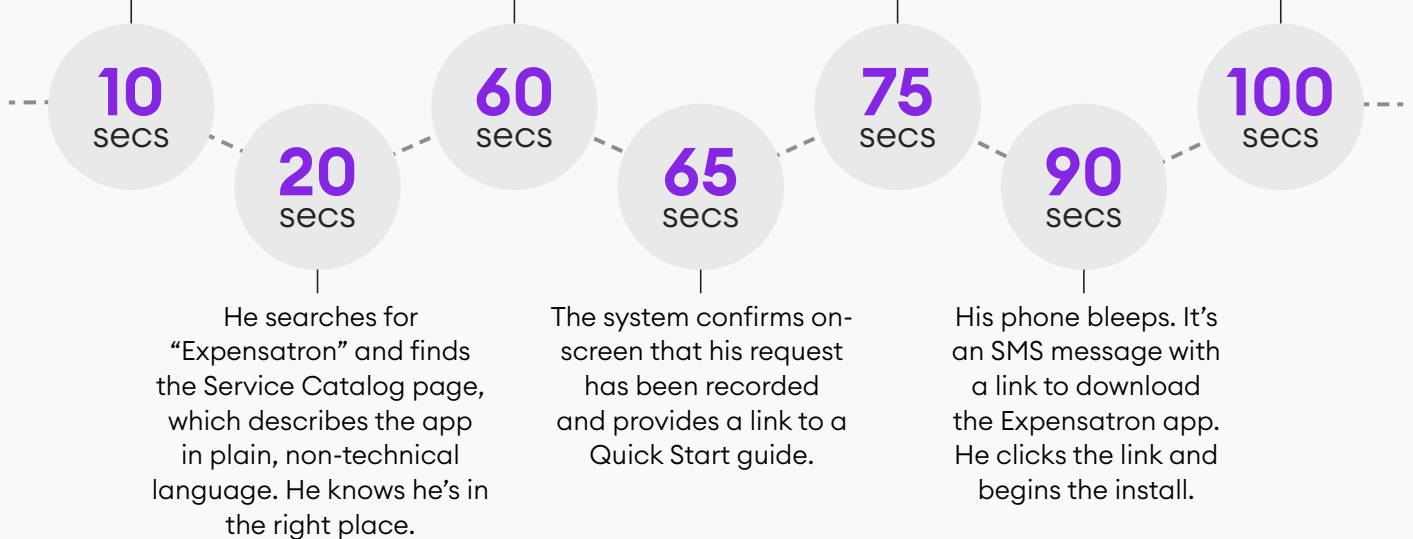 10
secs
20
secs
60
secs
65
secs
75
secs
90
secs
100
secs
He searches for
“Expensatron” and finds
the Service Catalog page,
which describes the app
in plain, non-technical
language. He knows he’s in
the right place.
The system confirms on-
screen that his request
has been recorded
and provides a link to a
Quick Start guide.
His phone bleeps. It’s
an SMS message with
a link to download
the Expensatron app.
He clicks the link and
begins the install.